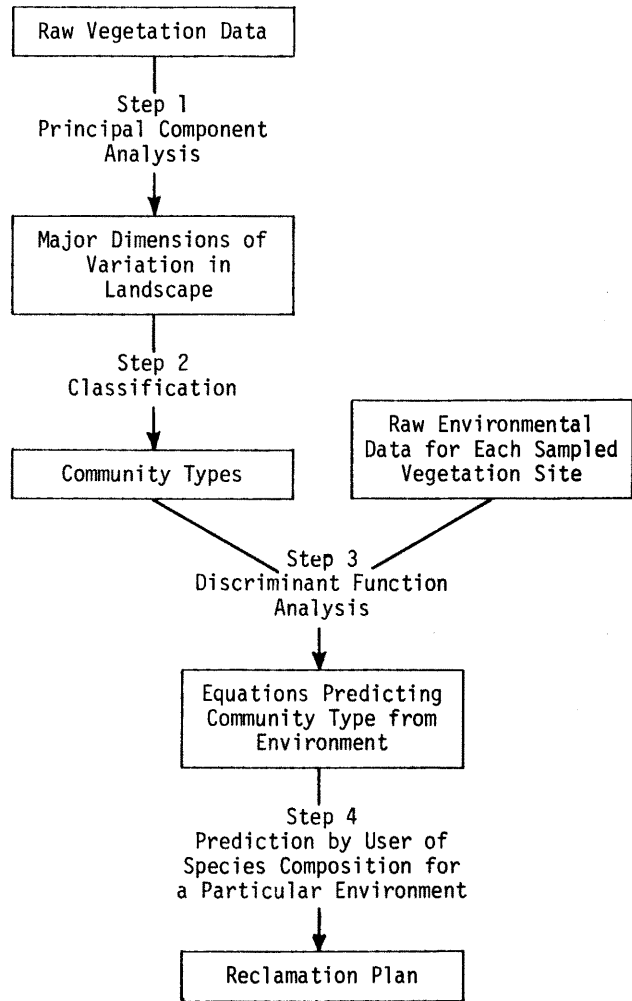 Raw Vegetation Data
Step 1
Principal Component
Analysis
Major Dimensions of
Variation in
Landscape
Step 2
Classification
Community Types
Raw Environmental
Data for Each Sampled
Vegetation Site
Step 3
Discriminant Function
Analysis
Equations Predicting
Community Type from
Environment
Step 4
Prediction by User of
Species Composition for
a Particular Environment
Reclamation Plan